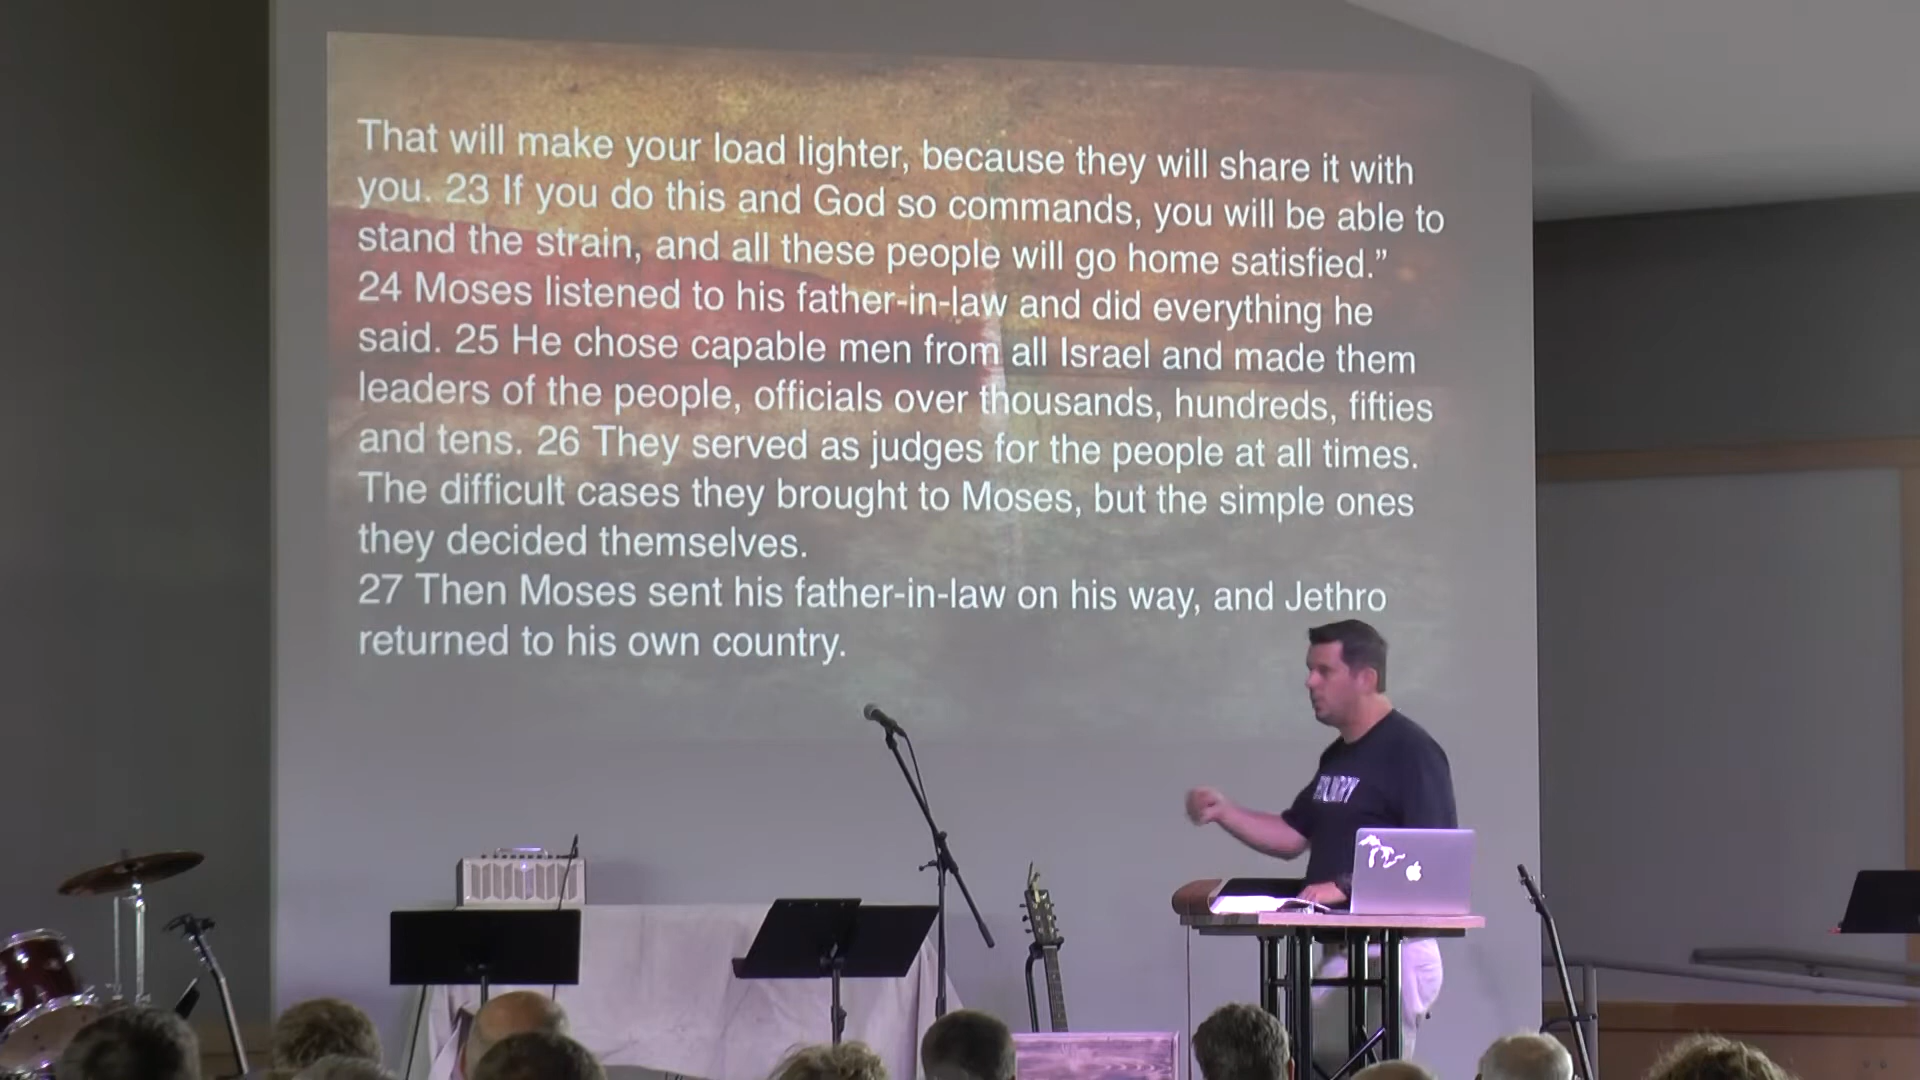 That will make your load lighter, because they will share it with
you. 23 If you do this and God so commands, you will be able to
stand the strain, and all these people will go home satisfied.”
24 Moses listened to his father-in-law and did everything he
said. 25 He chose capable men from all Israel and made them
leaders of the people, officials over thousands, hundreds, fifties
and tens. 26 They served as judges for the people at all times.
The difficult cases they brought to Moses, but the simple ones
they decided themselves.
27 Then Moses sent his father-in-law on his way, and Jethro
returned to his own country.